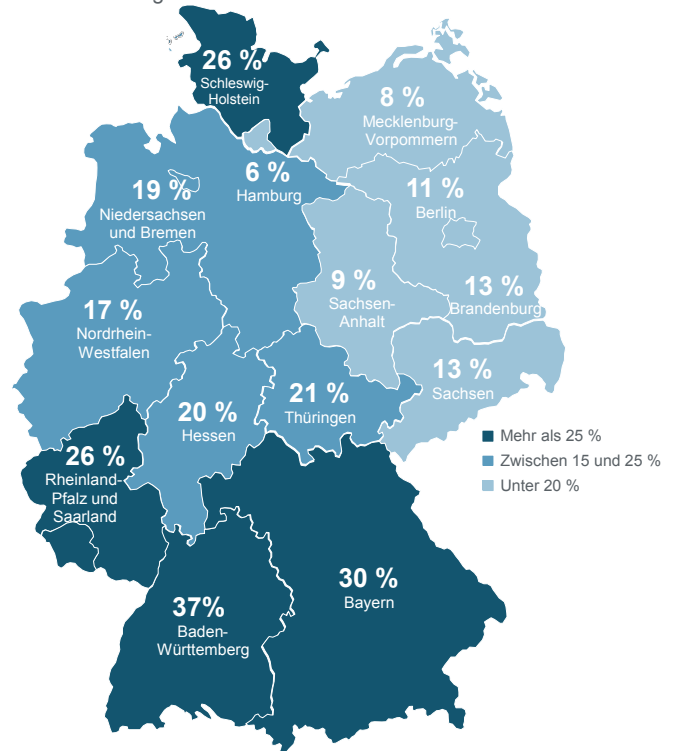 26 %
Schleswig-
Holstein
8 %
Mecklenburg-
Vorpommern
6 %
Hamburg
19 %
Niedersachsen
und Bremen
11 %
Berlin
9 %
Sachsen-
Anhalt
13 %
Brandenburg
17 %
Nordrhein-
Westfalen
13 %
Sachsen
21 %
Thüringen
20 %
Hessen
26 %
Rheinland-
Pfalz und
Saarland
Mehr als 25 %
Zwischen 15 und 25 %
Unter 20 %
30 %
Bayern
37%
Baden-
Württemberg